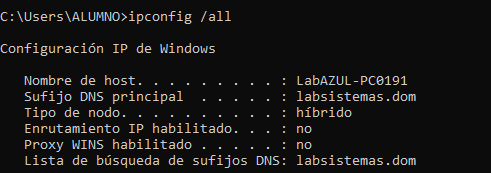 C:\Users\ALUMNO>ipconfig /all
Configuración IP de Windows
Nombre de host. . . . . . . . . : LabAZUL-PC0191
Sufijo DNS principal  . . . . . : labsistemas.dom
Tipo de nodo. . . . . . . . . . : híbrido
Enrutamiento IP habilitado. . . : no
Proxy WINS habilitado . . . . . : no
Lista de búsqueda de sufijos DNS: labsistemas.dom